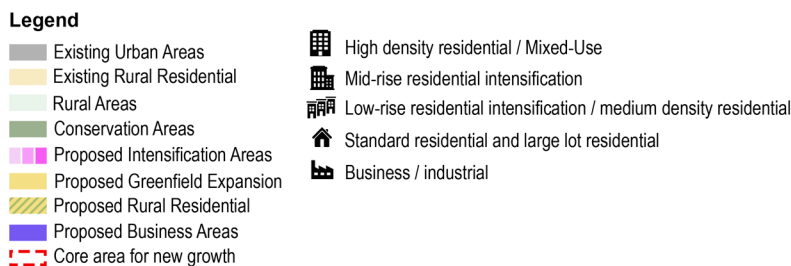 Legend
Existing Urban Areas
Existing Rural Residential
Rural Areas
Conservation Areas
Proposed Intensification Areas
Proposed Greenfield Expansion
Proposed Rural Residential
Proposed Business Areas
Core area for new growth
High density residential / Mixed-Use
Mid-rise residential intensification
Low-rise residential intensification / medium density residential
Standard residential and large lot residential
Business / industrial